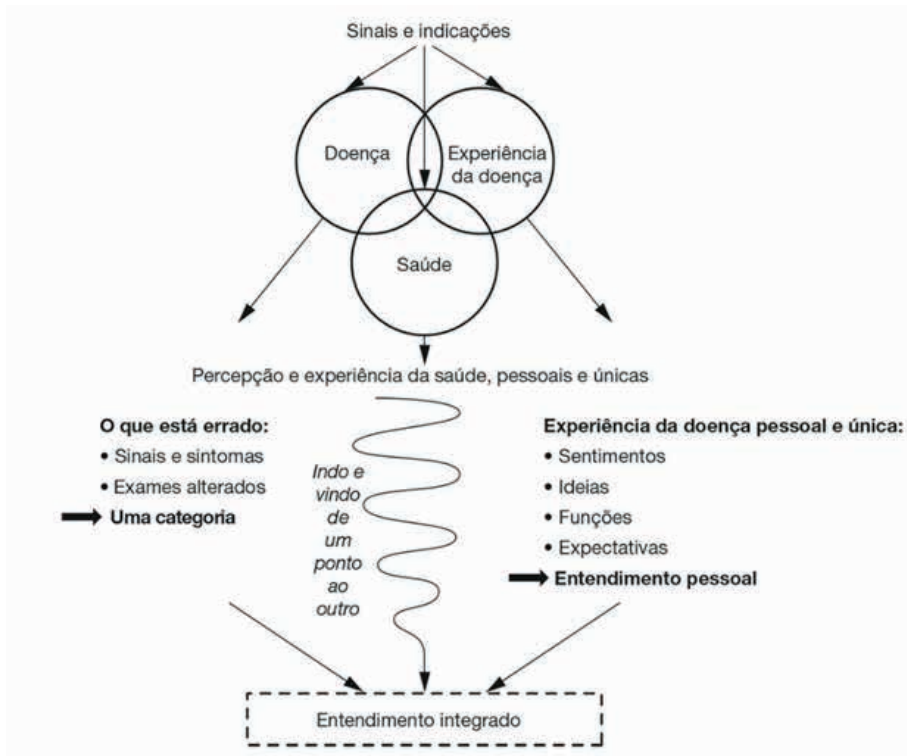 Sinais e indicações
Doença
Experiência
da doença
Saúde
Percepção e experiência da saúde, pessoais e únicas
O que está errado:
• Sinais e sintomas
• Exames alterados
Uma categoria
Indo e
vindo
de
um
ponto
ao
outro
Experiência da doença pessoal e única:
• Sentimentos
• Ideias
• Funções
• Expectativas
Entendimento pessoal
Entendimento integrado